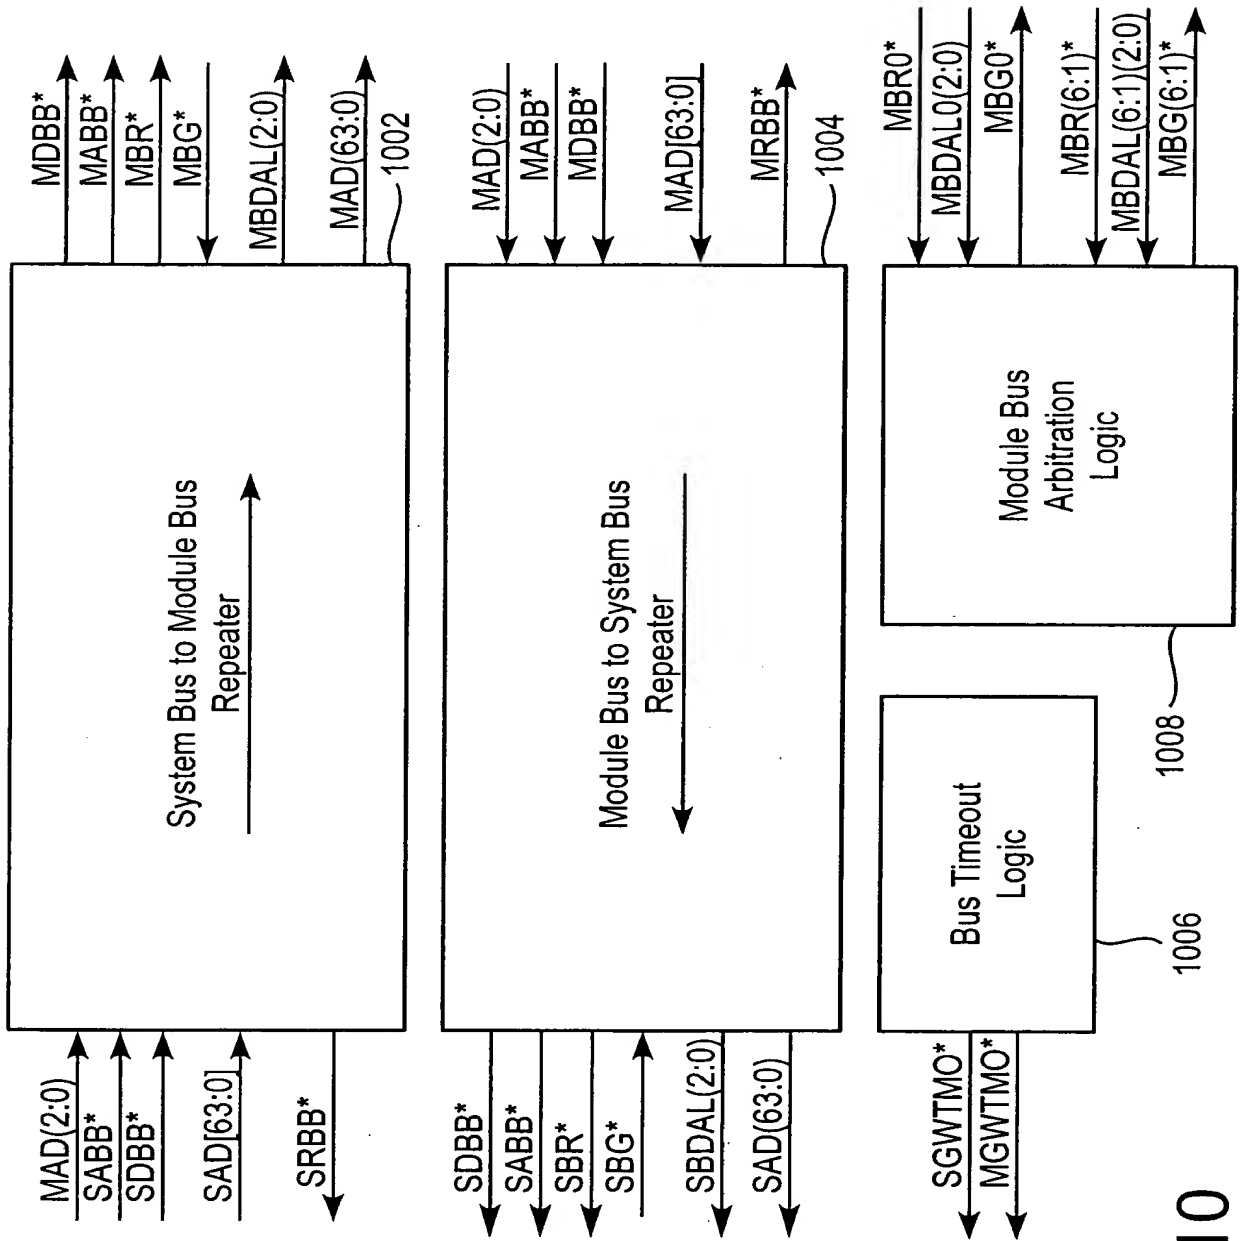 MAD(2:0)
SABB*
SDBB*
SAD[63:0]
SRBB*
System Bus to Module Bus
Repeater
MDBB*
MABB*
MBR*
MBG*
MBDAL(2:0)
MAD(63:0)
1002
SDBB*
SABB*
SBR*
SBG*
SBDAL(2:0)
SAD(63:0)
Module Bus to System Bus
Repeater
MAD(2:0)
MABB*
MDBB*
MAD[63:0]
MRBB*
1004
SGWTMO*
MGWTMO*
Bus Timeout
Logic
1006
Module Bus
Arbitration
Logic
1008
MBR0*
MBDAL0(2:0)
MBG0*
MBR(6:1)*
MBDAL(6:1)(2:0)
MBG(6:1)*
10